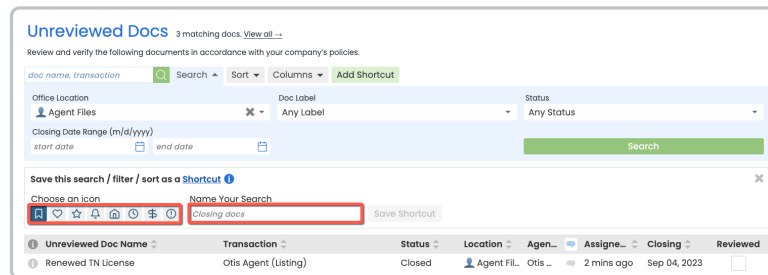 Unreviewed Docs 3 matching docs. View all →
Review and verify the following documents in accordance with your company's policies.
doc name, transaction Search Sort Columns Add Shortcut
Office Location Doc Label Status
Agent Files Any Label Any Status
Closing Date Range (m/d/yyyy)
start date end date Search
Save this search / filter / sort as a Shortcut
Choose an icon Name Your Search
Closing docs Save Shortcut
Unreviewed Doc Name Transaction Status Location Agen... Assigne... Closing Reviewed
Renewed TN License Otis Agent (Listing) Closed Agent Fil... Otis ... 2 mins ago Sep 04, 2023